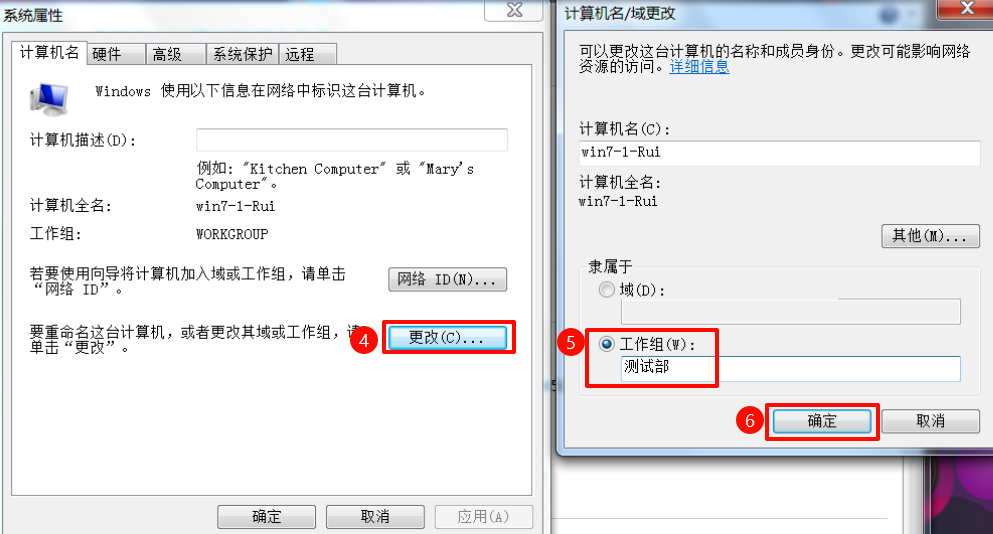 系统属性
计算机名
硬件
高级
系统保护
远程
Windows 使用以下信息在网络中标识这台计算机。
计算机描述(D):
例如: "Kitchen Computer" 或 "Mary's
Computer"。
计算机全名:
win7-1-Rui
工作组:
WORKGROUP
若要使用向导将计算机加入域或工作组，请单击
“网络 ID”。
网络 ID(N)...
要重命名这台计算机，或者更改其域或工作组，请
单击“更改”。
4
更改(C)...
确定
取消
应用(A)
计算机名/域更改
可以更改这台计算机的名称和成员身份。更改可能影响网络
资源的访问。详细信息
计算机名(C):
win7-1-Rui
计算机全名:
win7-1-Rui
其他(M)...
隶属于
域(D):
5
工作组(W):
测试部
6
确定
取消